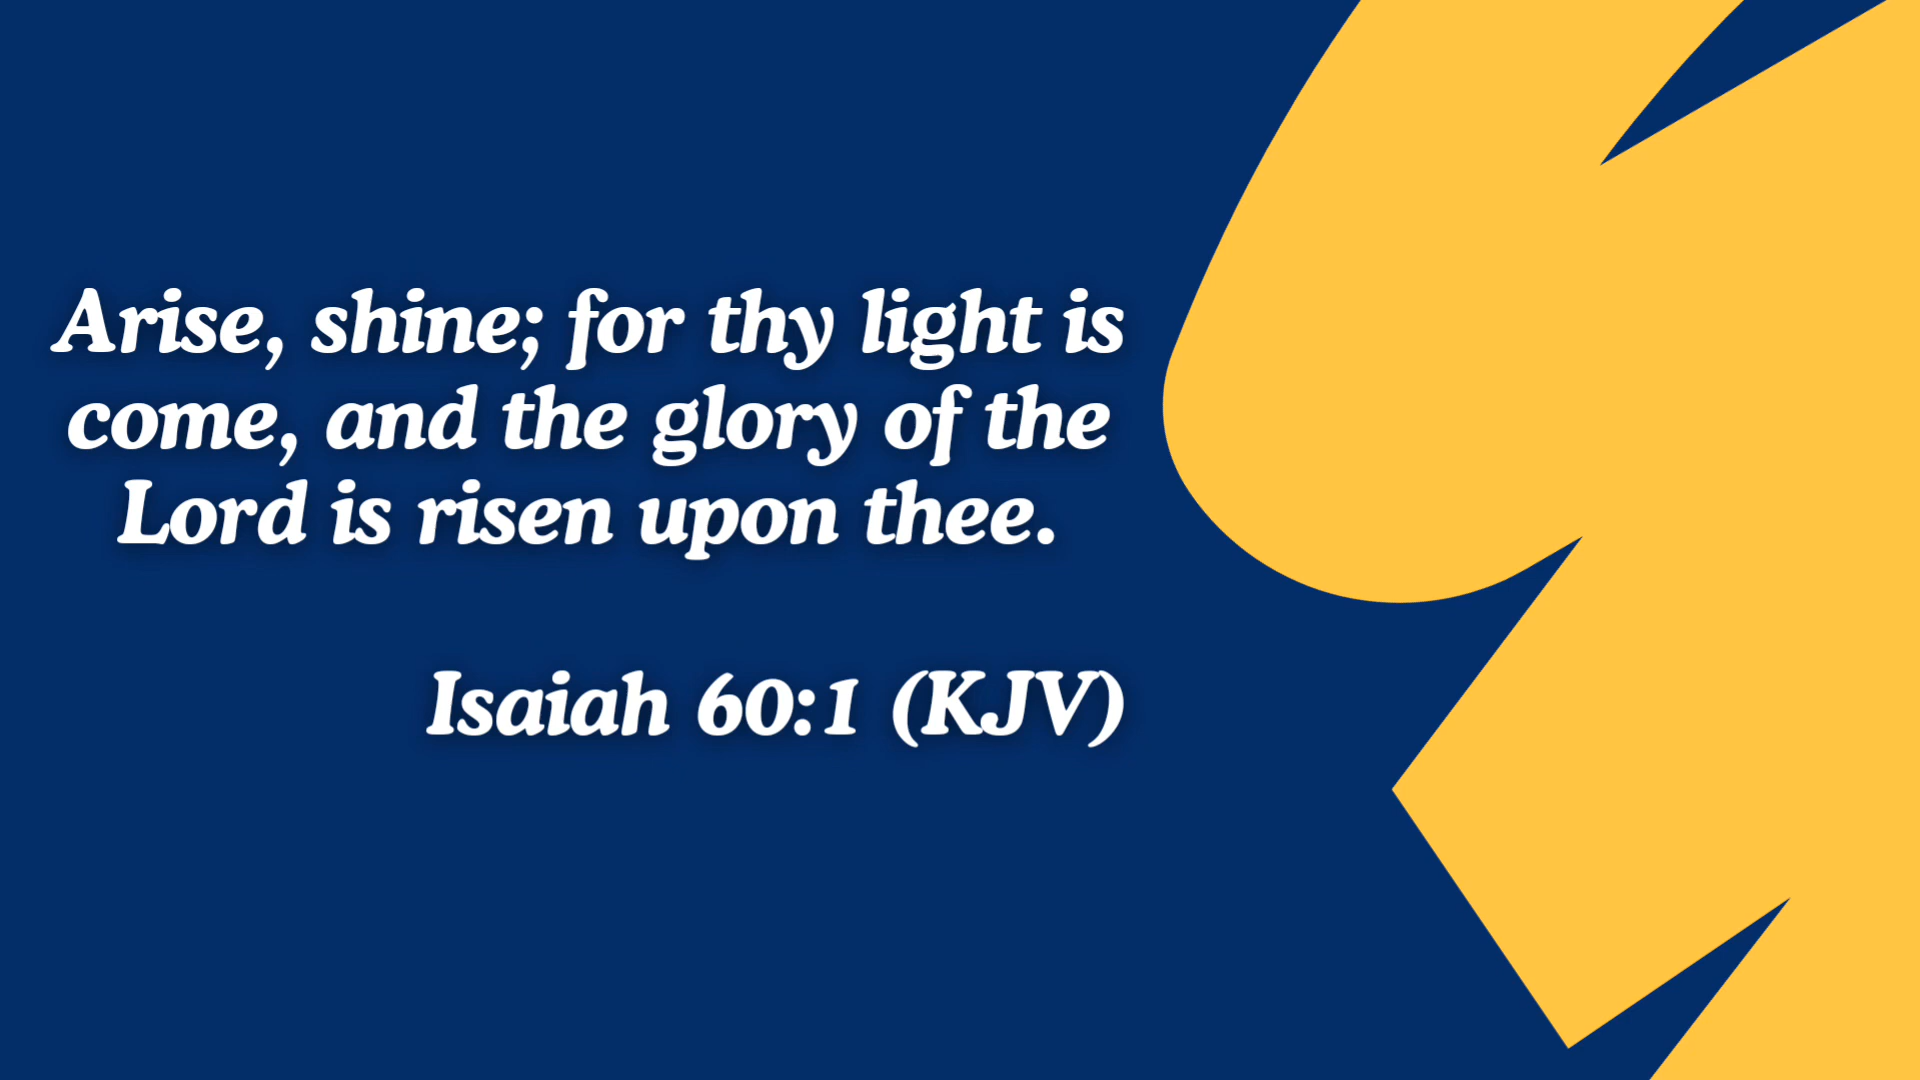 Arise, shine; for thy light is
come, and the glory of the
Lord is risen upon thee.
Isaiah 60:1 (KJV)